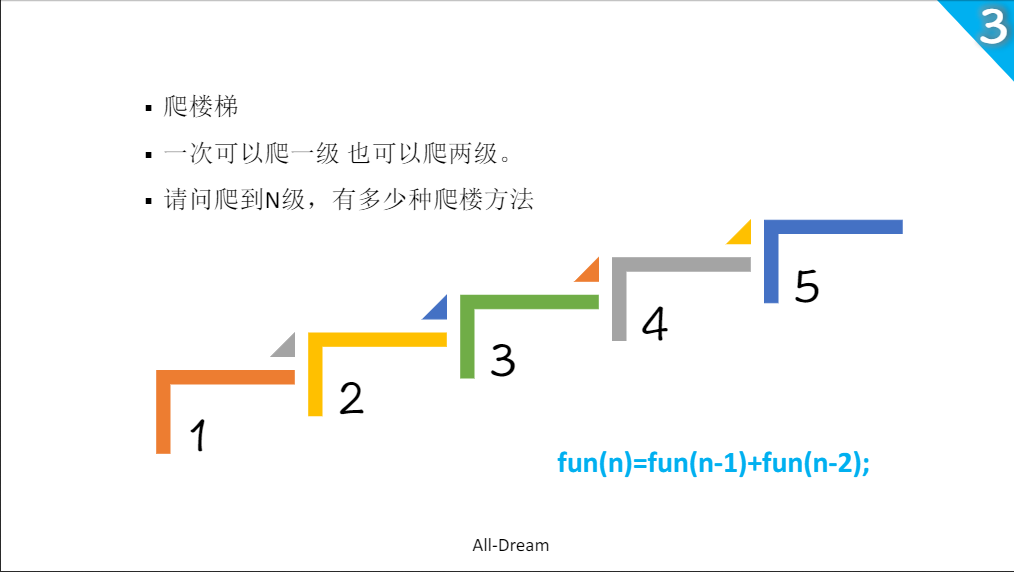 3
爬楼梯
一次可以爬一级 也可以爬两级。
请问爬到N级，有多少种爬楼方法
5
4
3
2
1
fun(n)=fun(n-1)+fun(n-2);
All-Dream